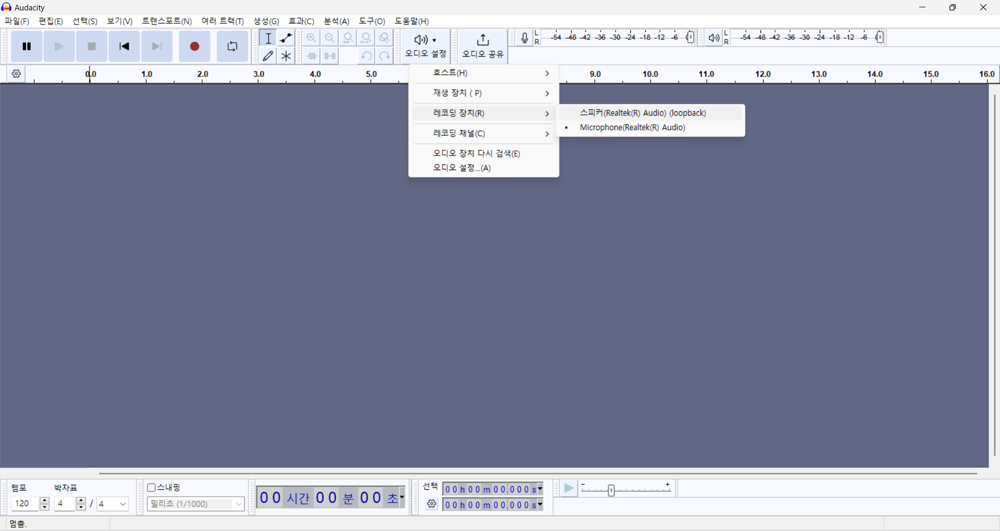 Audacity
파일(F) 편집(E) 선택(S) 보기(V) 트랜스포트(N) 여러 트랙(T) 생성(G) 효과(C) 분석(A) 도구(O) 도움말(H)
오디오 설정
오디오 공유
L
R
-54 -48 -42 -36 -30 -24 -18 -12 -6 0
L
R
-54 -48 -42 -36 -30 -24 -18 -12 -6 0
0.0 1.0 2.0 3.0 4.0 5.0 9.0 10.0 11.0 12.0 13.0 14.0 15.0 16.0
호스트(H)
재생 장치 ( P)
레코딩 장치(R)
스피커(Realtek(R) Audio) (loopback)
• Microphone(Realtek(R) Audio)
레코딩 채널(C)
오디오 장치 다시 검색(E)
오디오 설정...(A)
템포 박자표
120 4 / 4
스내핑
밀리초 (1/1000)
00 시간 00 분 00 초
선택
00 h 00 m 00.000 s
00 h 00 m 00.000 s
- +
멈춤.